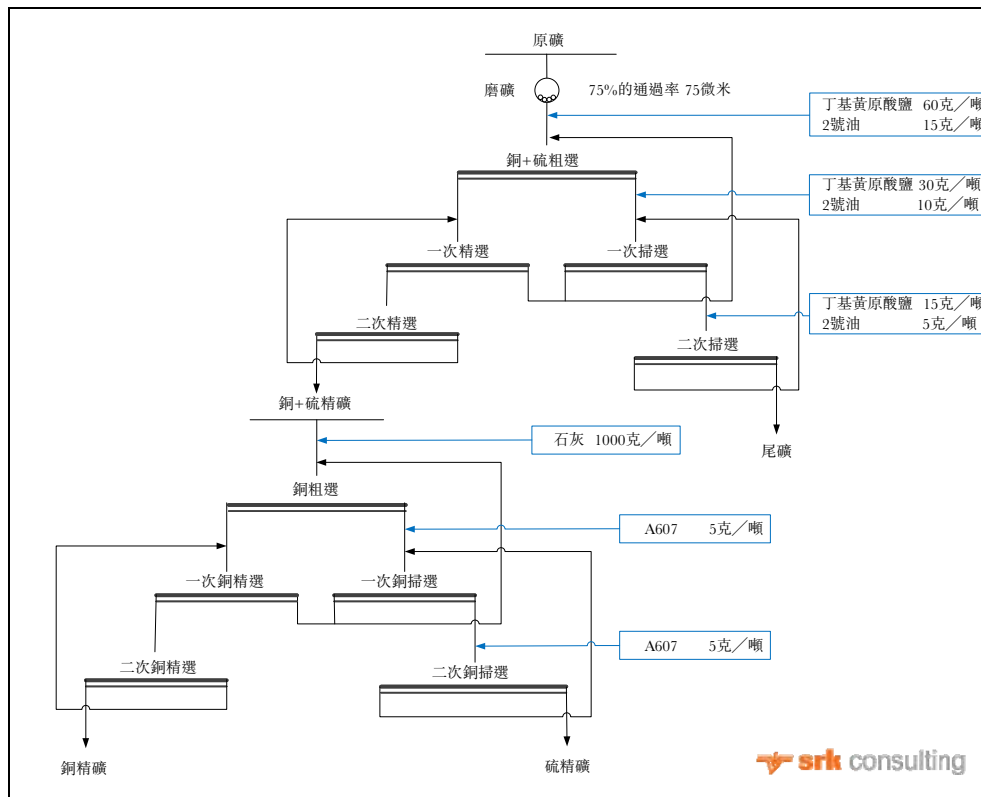 原礦
磨礦
75%的通過率 75微米
丁基黃原酸鹽 60克／噸
2號油 15克／噸
銅+硫粗選
丁基黃原酸鹽 30克／噸
2號油 10克／噸
一次精選
一次掃選
丁基黃原酸鹽 15克／噸
2號油 5克／噸
二次精選
二次掃選
銅+硫精礦
石灰 1000克／噸
尾礦
銅粗選
A607 5克／噸
一次銅精選
一次銅掃選
A607 5克／噸
二次銅精選
二次銅掃選
銅精礦
硫精礦
srk consulting